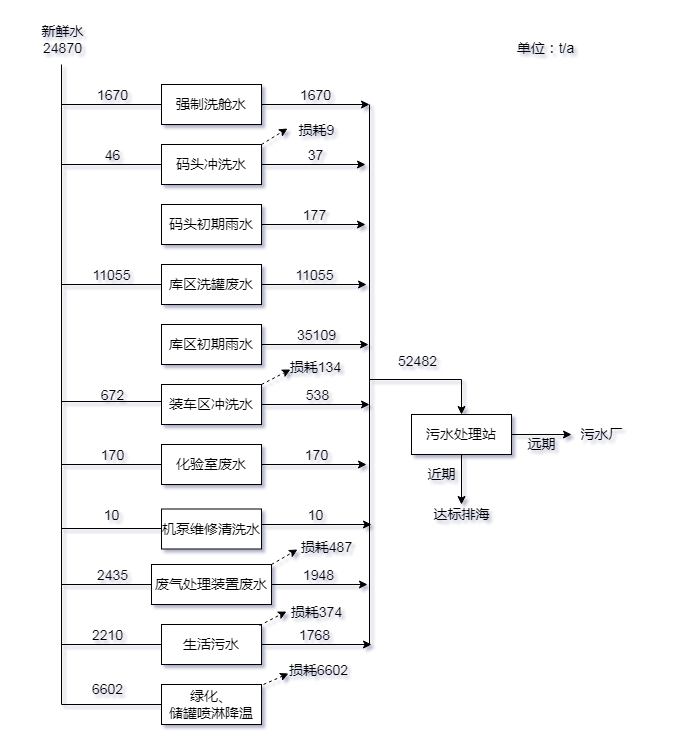 新鲜水
24870
单位：t/a
1670
强制洗舱水
1670
损耗9
46
码头冲洗水
37
码头初期雨水
177
11055
库区洗罐废水
11055
库区初期雨水
35109
损耗134
52482
672
装车区冲洗水
538
污水处理站
远期
污水厂
170
化验室废水
170
近期
达标排海
10
机泵维修清洗水
10
损耗487
2435
废气处理装置废水
1948
损耗374
2210
生活污水
1768
损耗6602
6602
绿化、
储罐喷淋降温